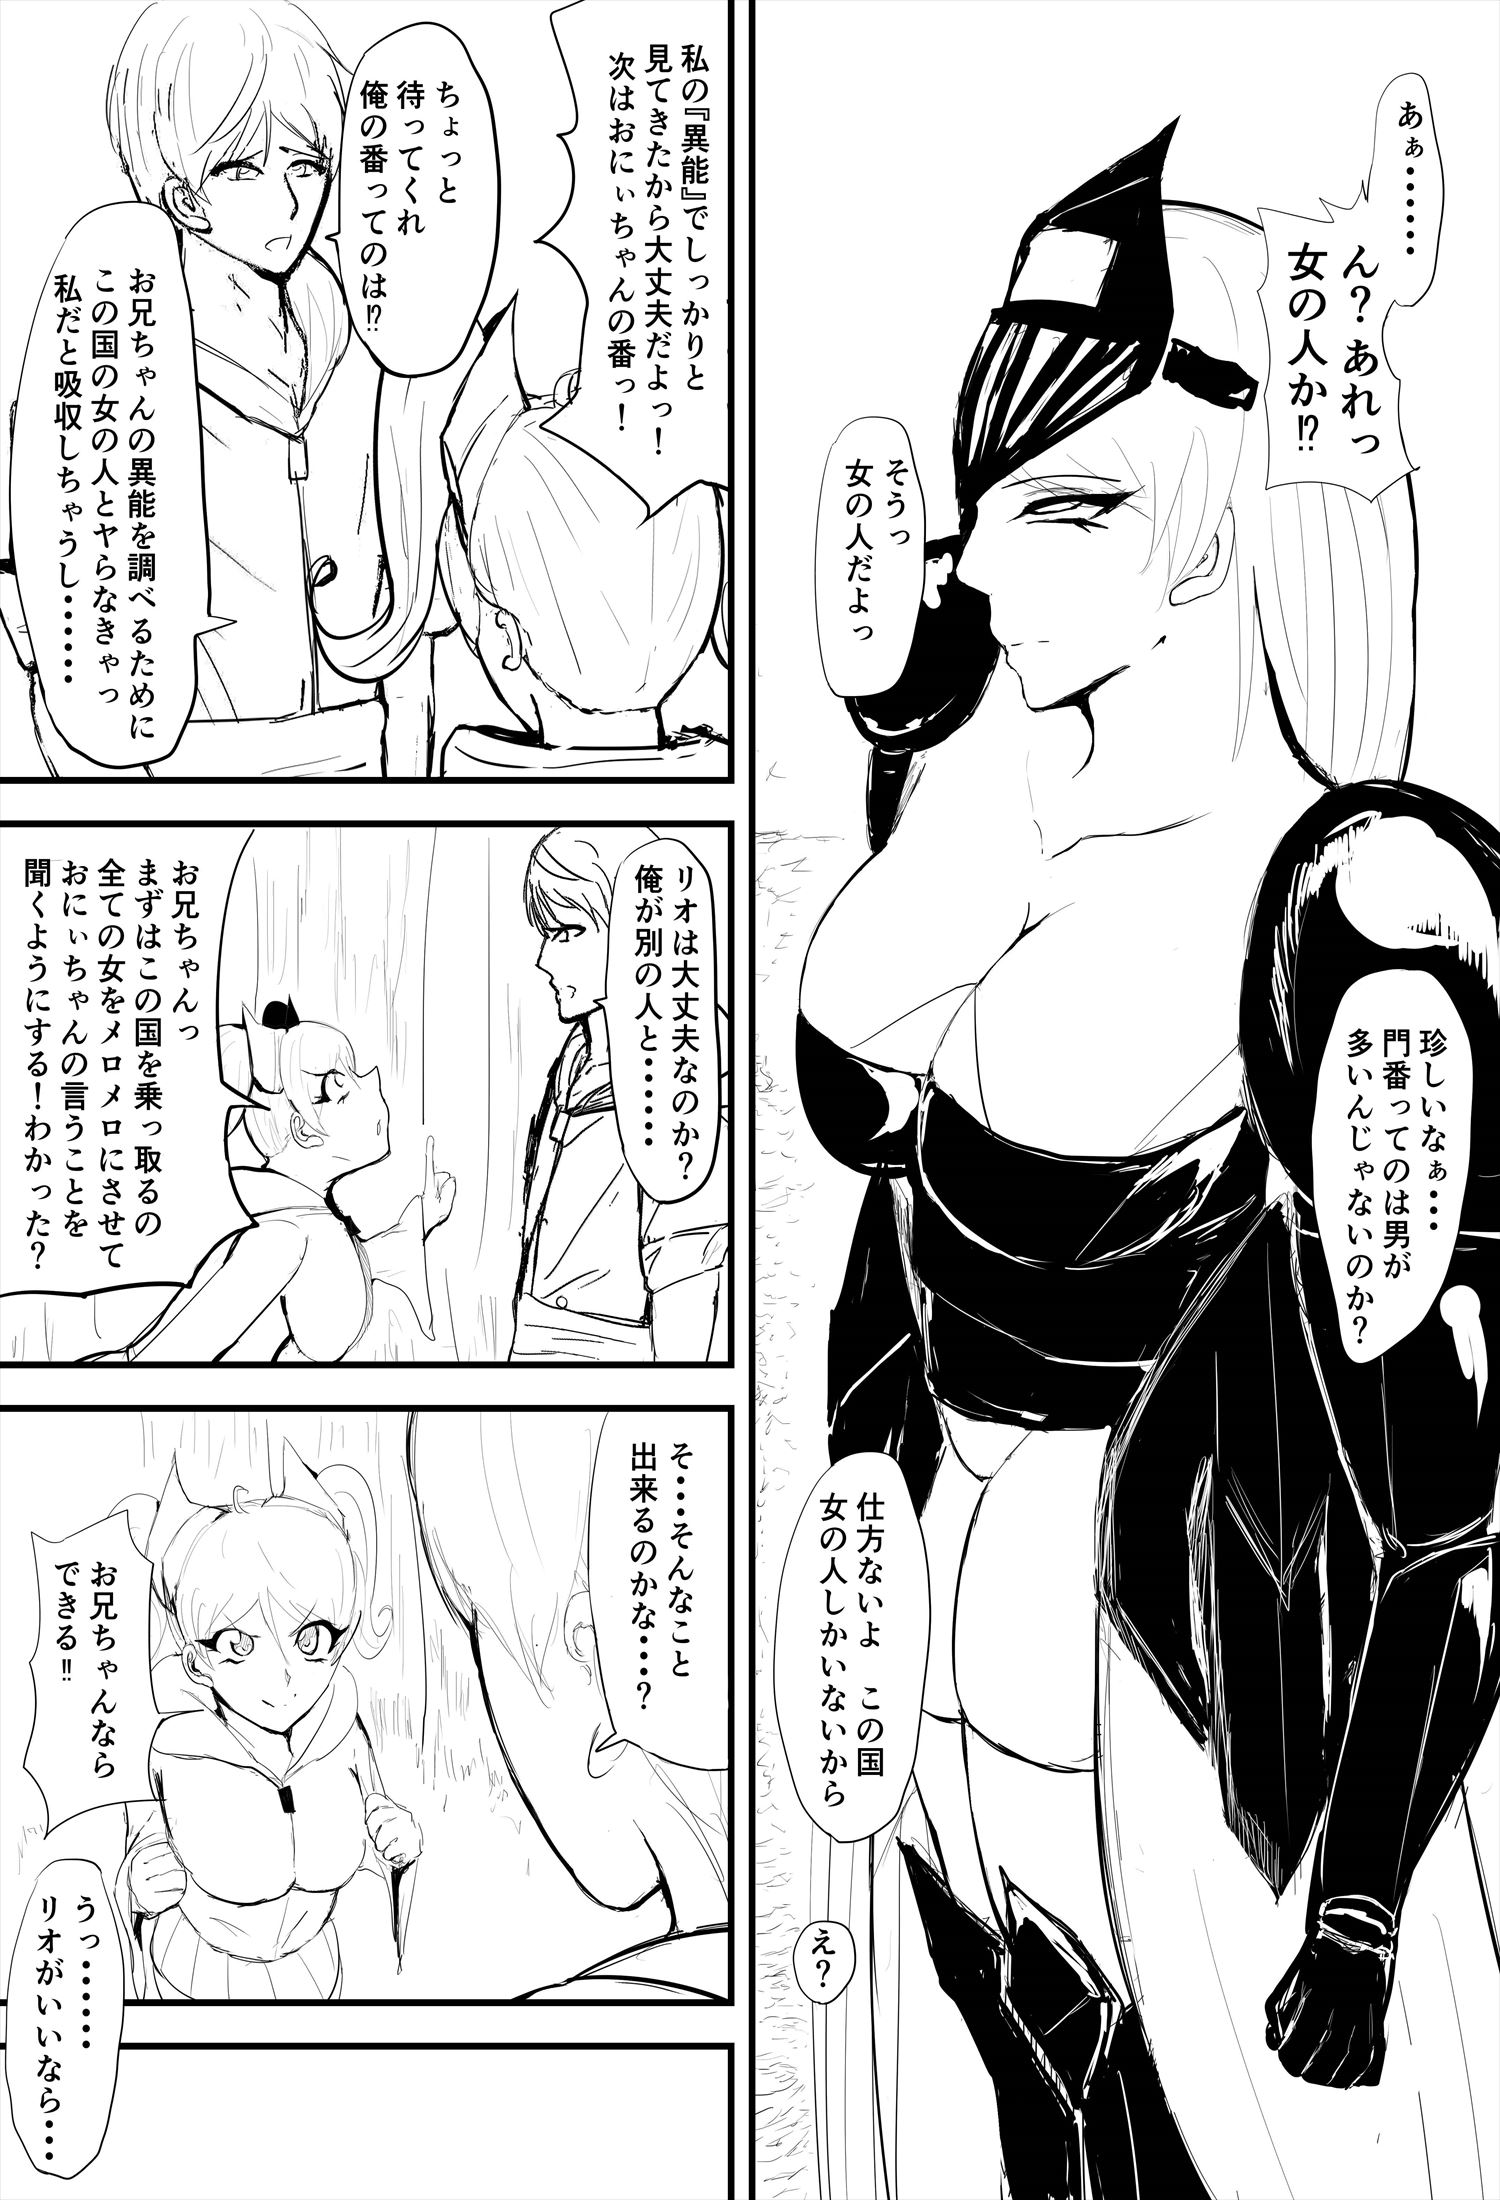 あぁ・・・・・・
ん？あれっ
女の人か⁉
そうっ
女の人だよっ
珍しいなぁ・・・
門番ってのは男が
多いんじゃないのか？
仕方ないよ この国
女の人しかいないから
え？
私の『異能』でしっかりと
見てきたから大丈夫だよっ！
次はおにぃちゃんの番っ！
ちょっと
待ってくれ
俺の番ってのは⁉
お兄ちゃんの異能を調べるために
この国の女の人とヤらなきゃっ
私だと吸収しちゃうし・・・・・・
リオは大丈夫なのか？
俺が別の人と・・・・・・
お兄ちゃんっ
まずはこの国を乗っ取るの
全ての女をメロメロにさせて
おにぃちゃんの言うことを
聞くようにする！わかった？
そ・・・そんなこと
出来るのかな・・・・？
お兄ちゃんなら
できる‼
うっ・・・・・・
リオがいいなら・・・